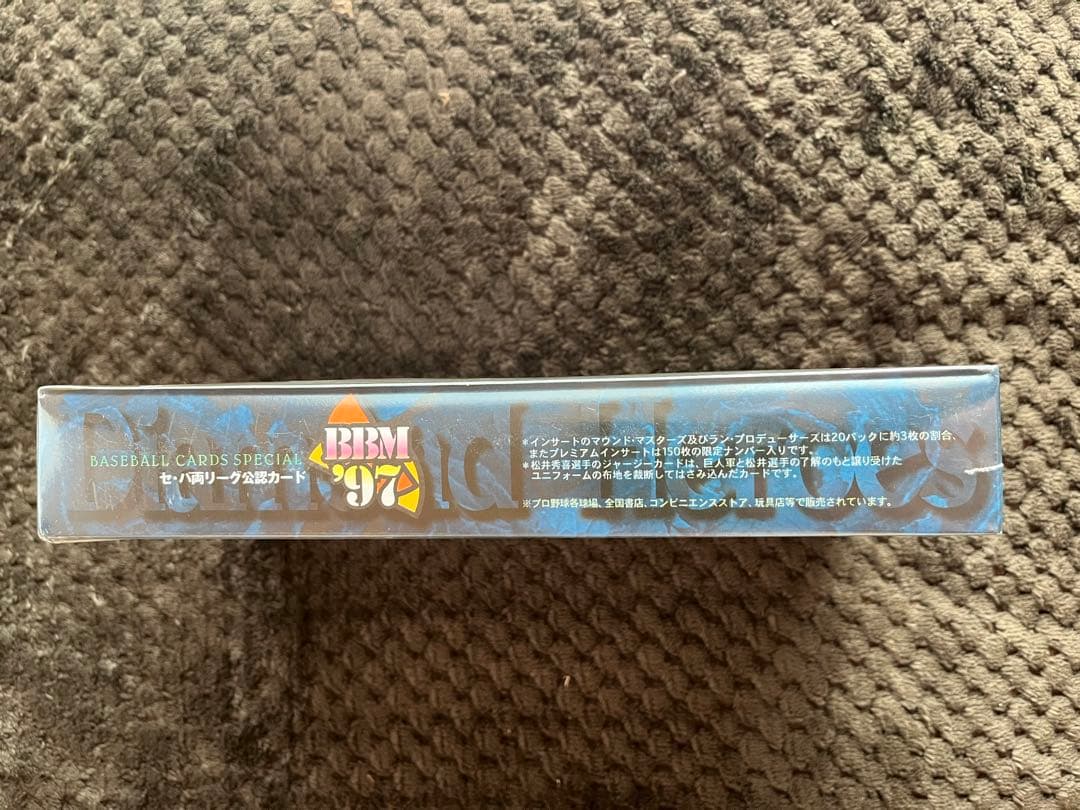 Diamond Heroes
BASEBALL CARDS SPECIAL
セ・パ両リーグ公認カード
BBM
'97
*インサートのマウンド・マスターズ及びラン・プロデューサーズは20パックに約3枚の割合、
またプレミアムインサートは150枚の限定ナンバー入りです。
*松井秀喜選手のジャージーカードは、巨人軍と松井選手の了解のもと譲り受けた
ユニフォームの布地を裁断してはさみ込んだカードです。
※プロ野球各球場、全国書店、コンビニエンスストア、玩具店等で販売されています。